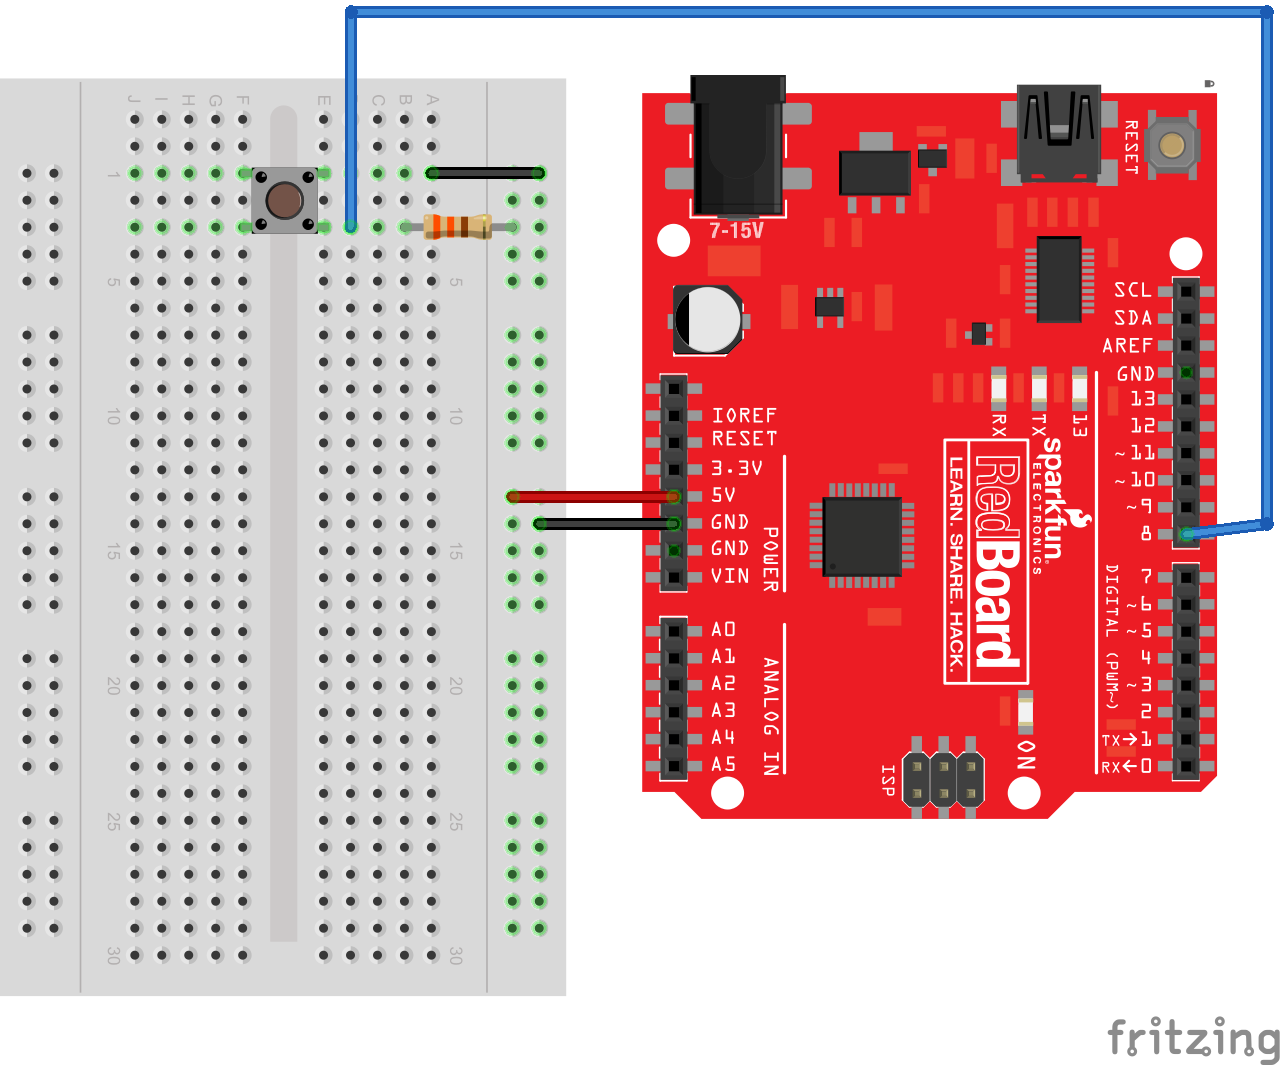 J I H G F E C B A
1
5
10 10
15 15
20 20
25 25
30 30
7-15V
RESET
SCL
SDA
AREF
GND
13
12
~11
~10
~9
8
7
~6
~5
4
~3
2
TX→1
RX←0
DIGITAL (PWM~)
IOREF
RESET
3.3V
5V
GND
GND
VIN
POWER
A0
A1
A2
A3
A4
A5
ANALOG IN
RX
TX
13
sparkfun
ELECTRONICS
RedBoard
LEARN. SHARE. HACK.
ON
ISP
fritzing